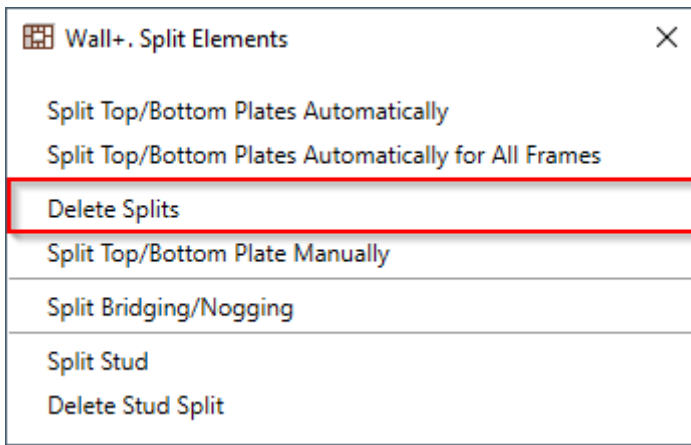 Wall+. Split Elements
Split Top/Bottom Plates Automatically
Split Top/Bottom Plates Automatically for All Frames
Delete Splits
Split Top/Bottom Plate Manually
Split Bridging/Nogging
Split Stud
Delete Stud Split